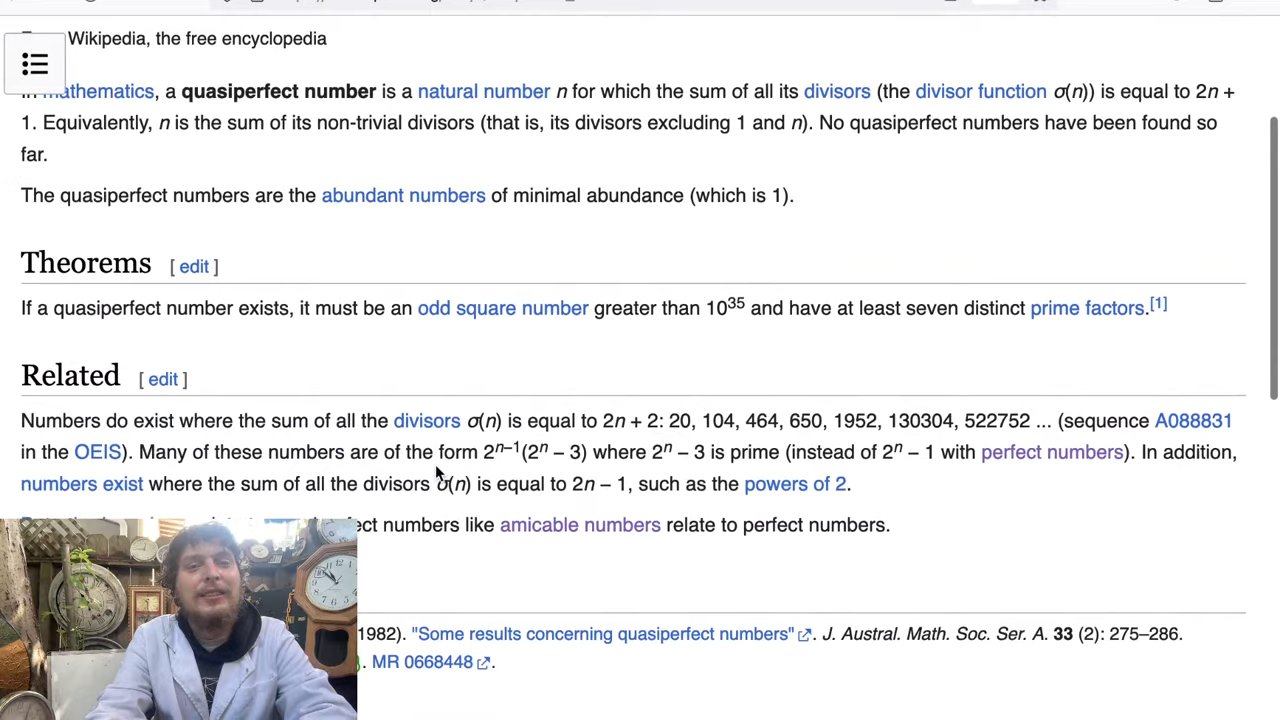 Wikipedia, the free encyclopedia
In mathematics, a quasiperfect number is a natural number n for which the sum of all its divisors (the divisor function σ(n)) is equal to 2n +
1. Equivalently, n is the sum of its non-trivial divisors (that is, its divisors excluding 1 and n). No quasiperfect numbers have been found so
far.
The quasiperfect numbers are the abundant numbers of minimal abundance (which is 1).
Theorems [ edit ]
If a quasiperfect number exists, it must be an odd square number greater than 10³⁵ and have at least seven distinct prime factors.[1]
Related [ edit ]
Numbers do exist where the sum of all the divisors σ(n) is equal to 2n + 2: 20, 104, 464, 650, 1952, 130304, 522752 ... (sequence A088831
in the OEIS). Many of these numbers are of the form 2ⁿ⁻¹(2ⁿ − 3) where 2ⁿ − 3 is prime (instead of 2ⁿ − 1 with perfect numbers). In addition,
numbers exist where the sum of all the divisors σ(n) is equal to 2n − 1, such as the powers of 2.
numbers like amicable numbers relate to perfect numbers.
1982). "Some results concerning quasiperfect numbers". J. Austral. Math. Soc. Ser. A. 33 (2): 275–286.
. MR 0668448.